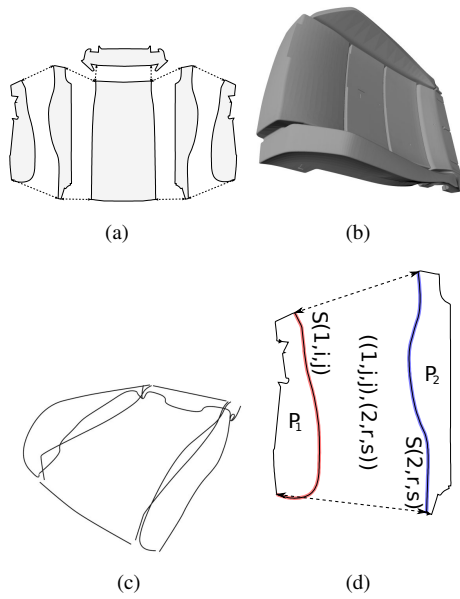 (a)
(b)
S(1,i,j)
((1,i,j),(2,r,s))
P₂
P₁
S(2,r,s)
(c)
(d)